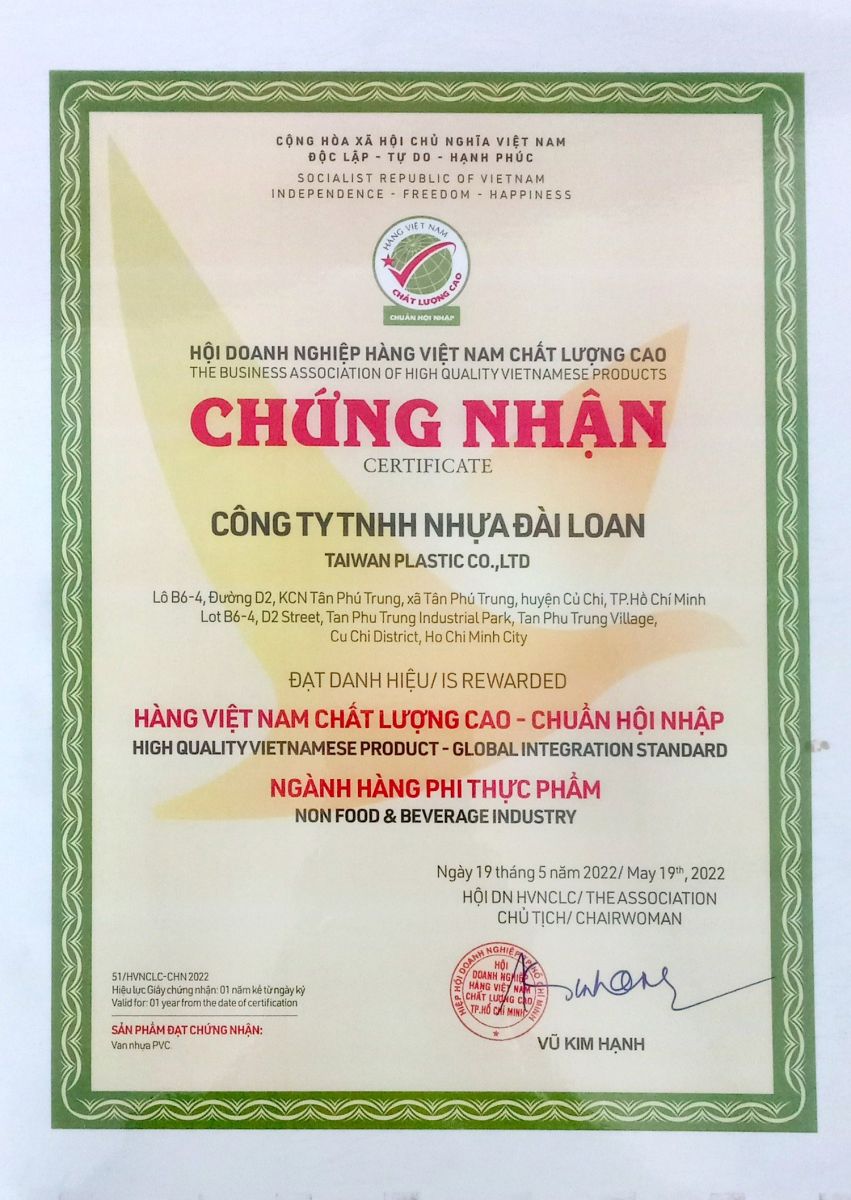 CỘNG HÒA XÃ HỘI CHỦ NGHĨA VIỆT NAM
ĐỘC LẬP - TỰ DO - HẠNH PHÚC
SOCIALIST REPUBLIC OF VIETNAM
INDEPENDENCE - FREEDOM - HAPPINESS
HÀNG VIỆT NAM
CHẤT LƯỢNG CAO
CHUẨN HỘI NHẬP
HỘI DOANH NGHIỆP HÀNG VIỆT NAM CHẤT LƯỢNG CAO
THE BUSINESS ASSOCIATION OF HIGH QUALITY VIETNAMESE PRODUCTS
CHỨNG NHẬN
CERTIFICATE
CÔNG TY TNHH NHỰA ĐÀI LOAN
TAIWAN PLASTIC CO.,LTD
Lô B6-4, Đường D2, KCN Tân Phú Trung, xã Tân Phú Trung, huyện Củ Chi, TP.Hồ Chí Minh
Lot B6-4, D2 Street, Tan Phu Trung Industrial Park, Tan Phu Trung Village,
Cu Chi District, Ho Chi Minh City
ĐẠT DANH HIỆU/ IS REWARDED
HÀNG VIỆT NAM CHẤT LƯỢNG CAO - CHUẨN HỘI NHẬP
HIGH QUALITY VIETNAMESE PRODUCT - GLOBAL INTEGRATION STANDARD
NGÀNH HÀNG PHI THỰC PHẨM
NON FOOD & BEVERAGE INDUSTRY
Ngày 19 tháng 5 năm 2022/ May 19th, 2022
HỘI DN HVNCLC/ THE ASSOCIATION
CHỦ TỊCH/ CHAIRWOMAN
HIỆP HỘI DOANH NGHIỆP TP HỒ CHÍ MINH
HỘI
DOANH NGHIỆP
HÀNG VIỆT NAM
CHẤT LƯỢNG CAO
TP.HỒ CHÍ MINH
VŨ KIM HẠNH
51/HVNCLC-CHN 2022
Hiệu lực Giấy chứng nhận: 01 năm kể từ ngày ký
Valid for: 01 year from the date of certification
SẢN PHẨM ĐẠT CHỨNG NHẬN:
Van nhựa PVC.